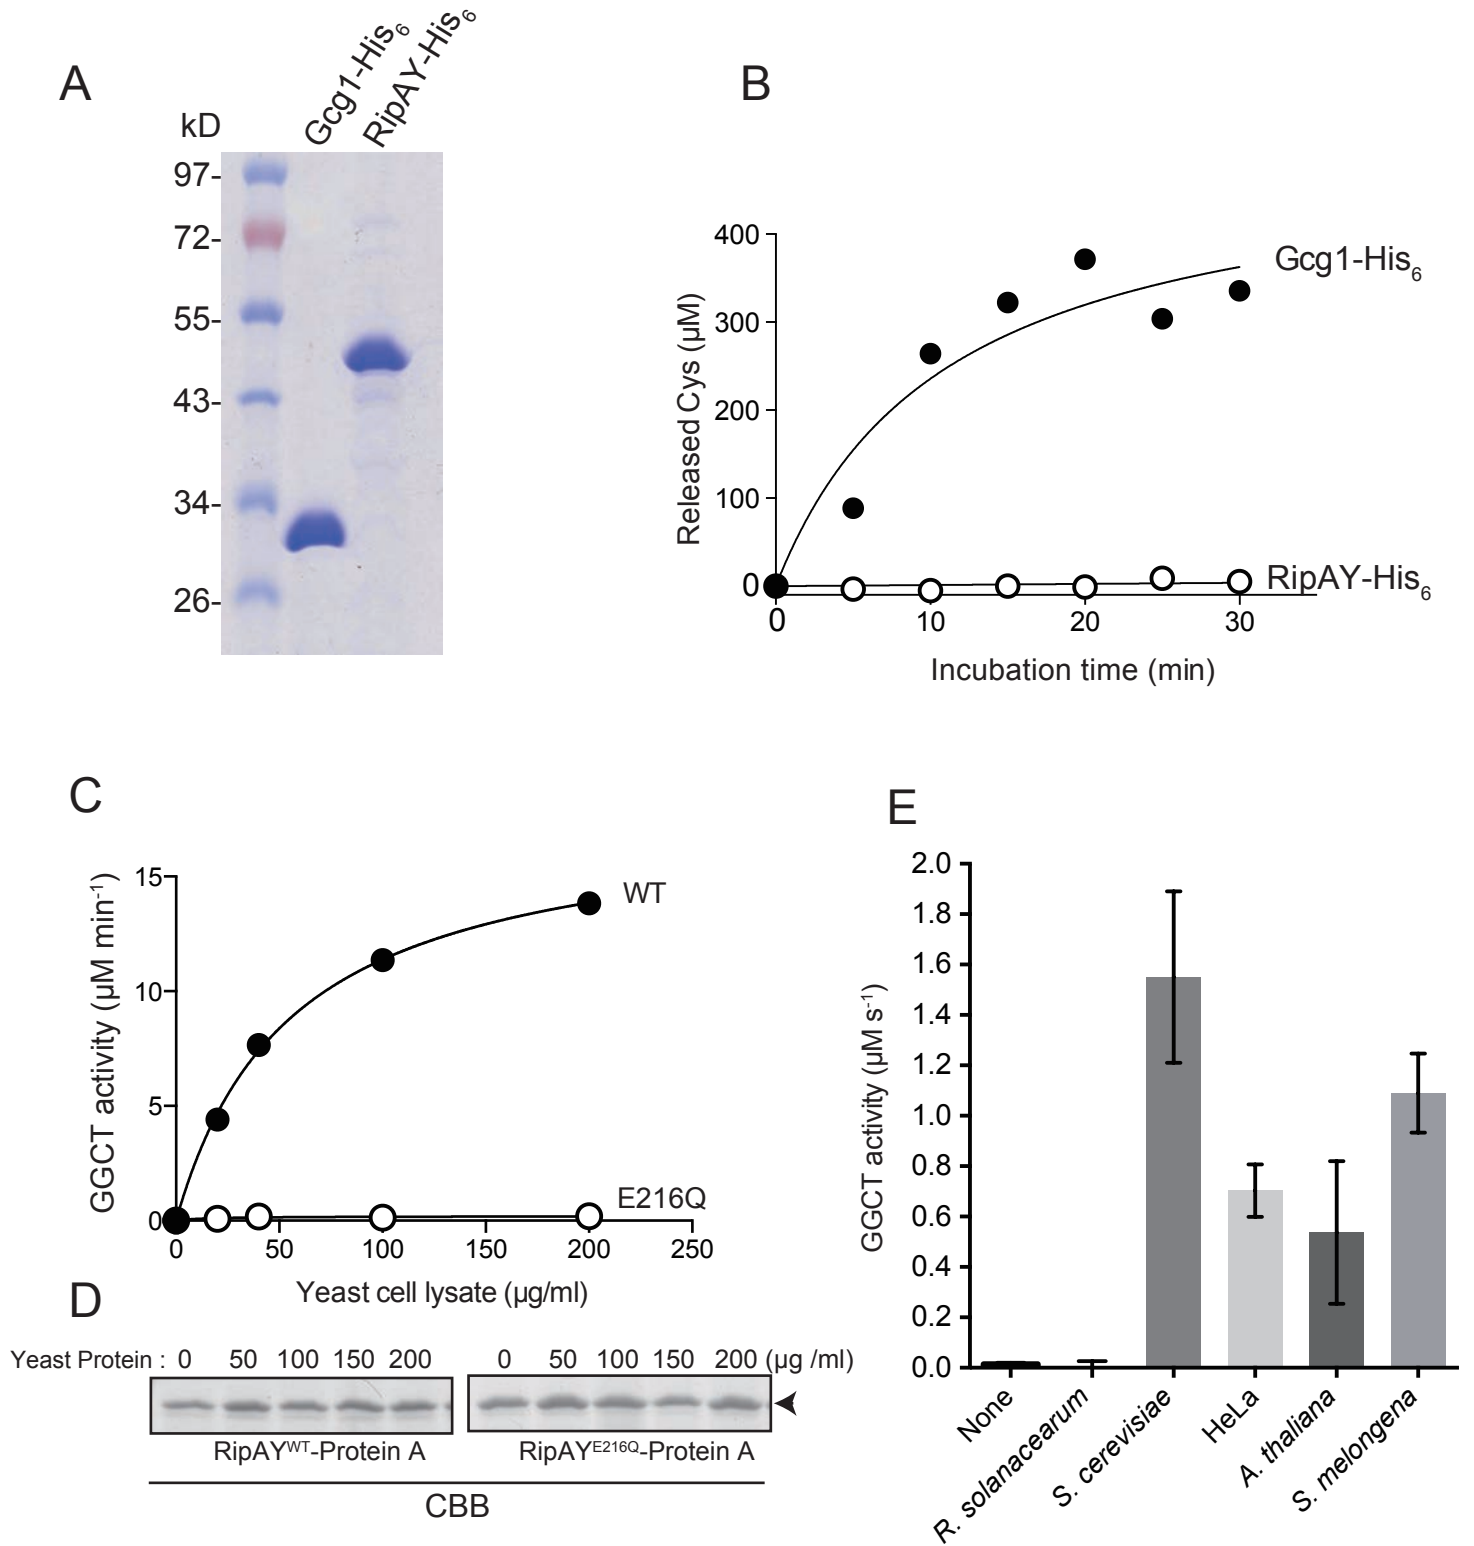 A
kD
Gcg1-His6
RipAY-His6
97-
72-
55-
43-
34-
26-
B
Released Cys (µM)
400
300
200
100
0
0 10 20 30
Incubation time (min)
Gcg1-His6
RipAY-His6
C
GGCT activity (µM min-1)
15
10
5
0
0 50 100 150 200 250
Yeast cell lysate (µg/ml)
WT
E216Q
D
Yeast Protein : 0 50 100 150 200 0 50 100 150 200 (µg /ml)
RipAYWT-Protein A RipAYE216Q-Protein A
CBB
E
GGCT activity (µM s-1)
2.0
1.8
1.6
1.4
1.2
1.0
0.8
0.6
0.4
0.2
0.0
None
R. solanacearum
S. cerevisiae
HeLa
A. thaliana
S. melongena